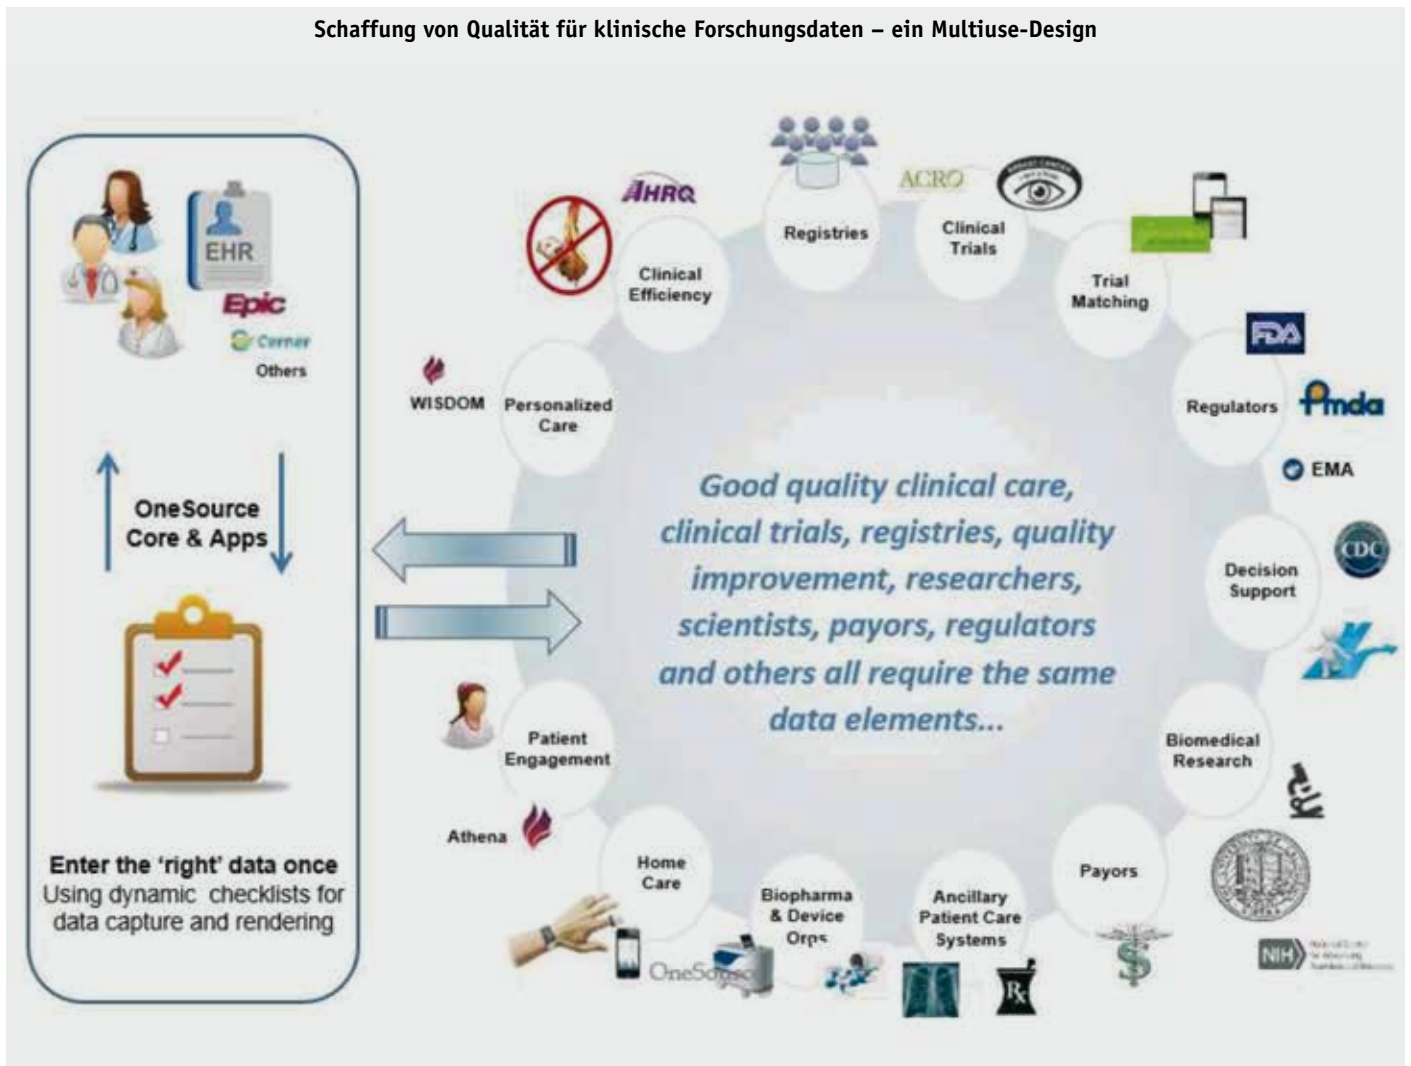 Schaffung von Qualität für klinische Forschungsdaten – ein Multiuse-Design
EHR
Epic
Cerner
Others
OneSource
Core & Apps
Enter the ‘right’ data once
Using dynamic checklists for
data capture and rendering
AHRQ
Clinical
Efficiency
Registries
ACRO
Clinical
Trials
Trial
Matching
FDA
Regulators
Pmda
EMA
CDC
Decision
Support
Biomedical
Research
NIH
Payors
Ancillary
Patient Care
Systems
Rx
Biopharma
& Device
Orgs
OneSource
Home
Care
Athena
Patient
Engagement
WISDOM
Personalized
Care
Good quality clinical care,
clinical trials, registries, quality
improvement, researchers,
scientists, payors, regulators
and others all require the same
data elements...